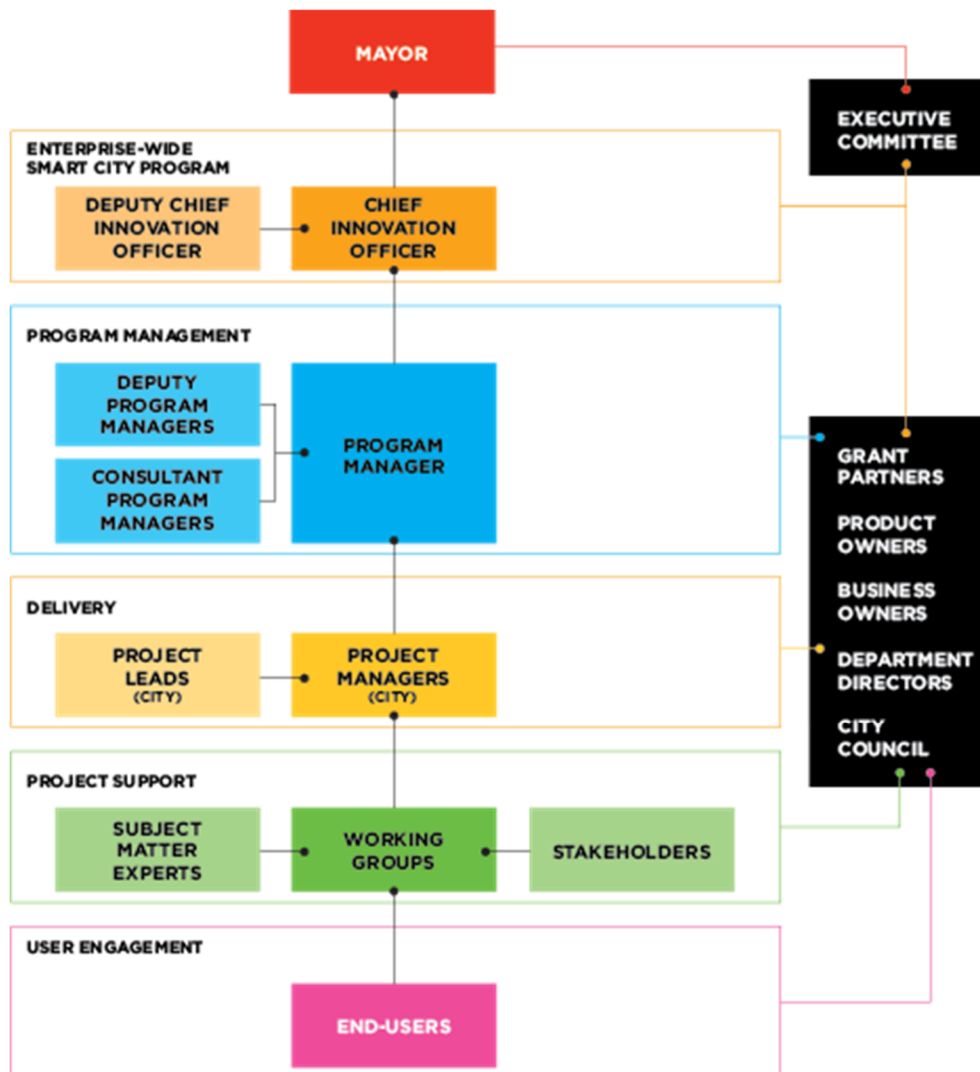 MAYOR
EXECUTIVE
COMMITTEE
ENTERPRISE-WIDE
SMART CITY PROGRAM
DEPUTY CHIEF
INNOVATION
OFFICER
CHIEF
INNOVATION
OFFICER
PROGRAM MANAGEMENT
DEPUTY
PROGRAM
MANAGERS
CONSULTANT
PROGRAM
MANAGERS
PROGRAM
MANAGER
GRANT
PARTNERS
PRODUCT
OWNERS
BUSINESS
OWNERS
DEPARTMENT
DIRECTORS
CITY
COUNCIL
DELIVERY
PROJECT
LEADS
(CITY)
PROJECT
MANAGERS
(CITY)
PROJECT SUPPORT
SUBJECT
MATTER
EXPERTS
WORKING
GROUPS
STAKEHOLDERS
USER ENGAGEMENT
END-USERS